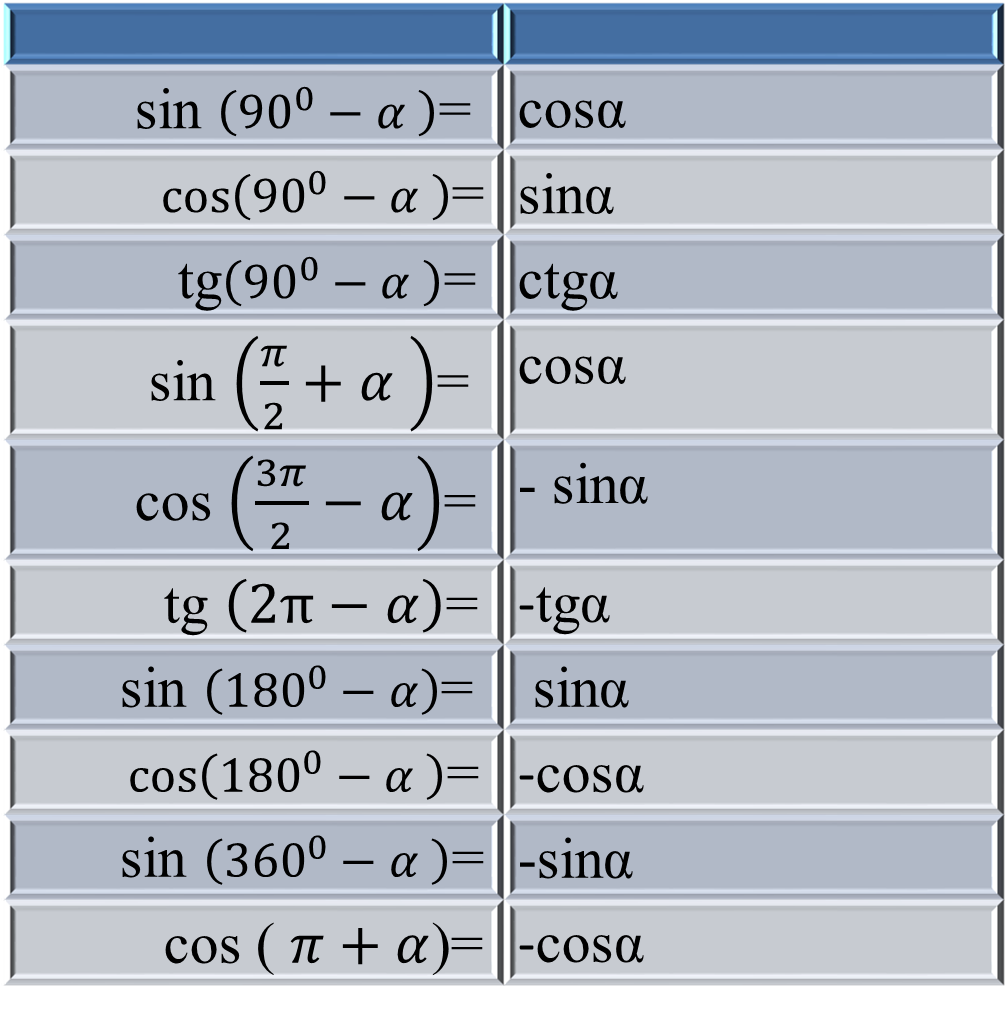 sin (90⁰ − α )= cosα
cos(90⁰ − α )= sinα
tg(90⁰ − α )= ctgα
sin (π/2 + α )= cosα
cos (3π/2 − α)= - sinα
tg (2π − α)= -tgα
sin (180⁰ − α)= sinα
cos(180⁰ − α )= -cosα
sin (360⁰ − α )= -sinα
cos ( π + α)= -cosα